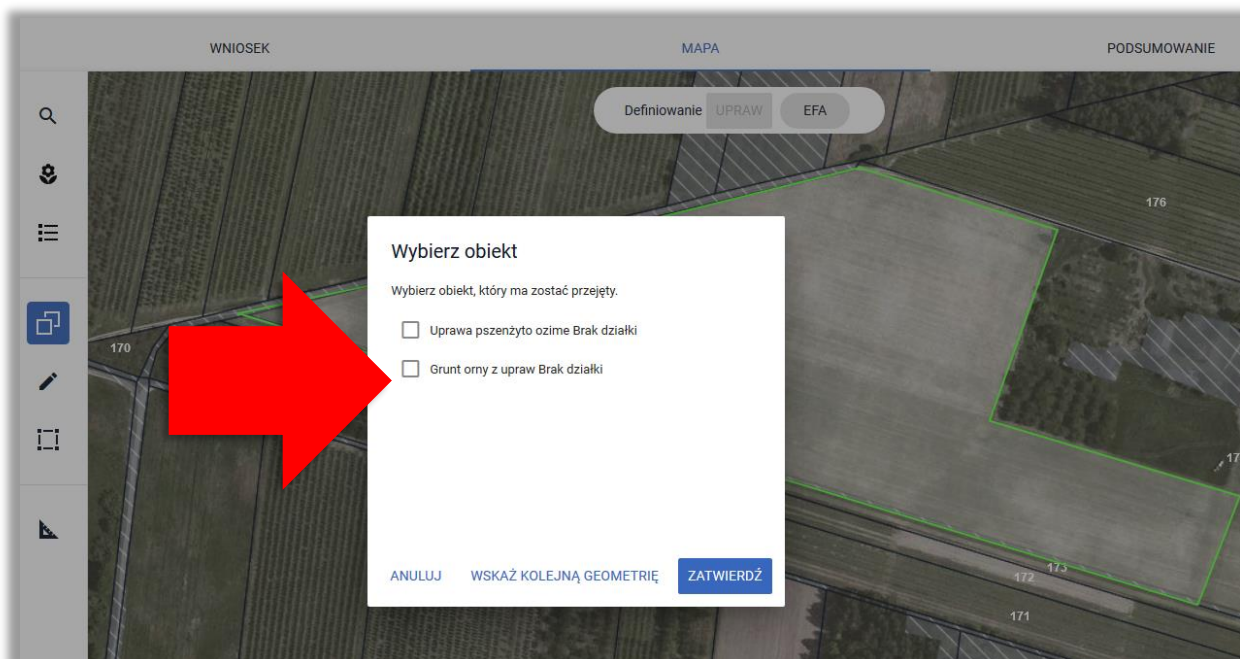 WNIOSEK MAPA PODSUMOWANIE
Definiowanie UPRAW EFA
176
Wybierz obiekt
Wybierz obiekt, który ma zostać przejęty.
Uprawa pszenżyto ozime Brak działki
170
Grunt orny z upraw Brak działki
17
ANULUJ WSKAŻ KOLEJNĄ GEOMETRIĘ ZATWIERDŹ
173
172
171